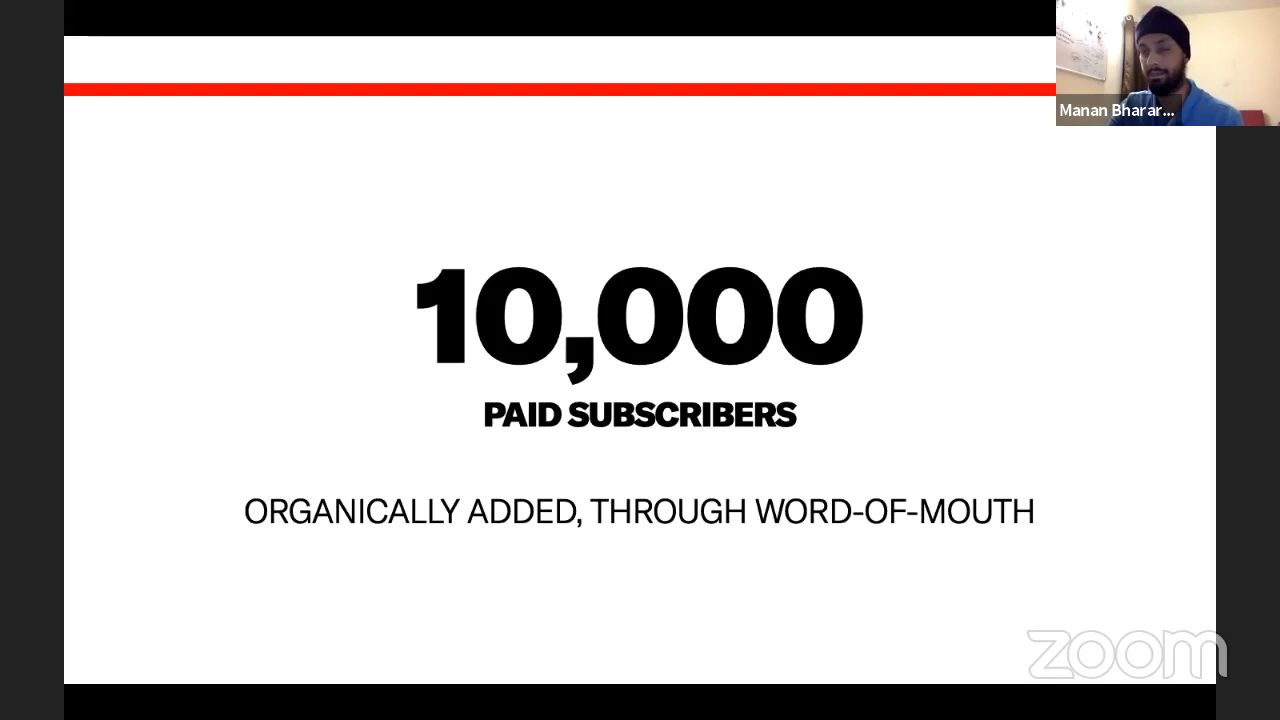 Manan Bharar...
10,000
PAID SUBSCRIBERS
ORGANICALLY ADDED, THROUGH WORD-OF-MOUTH
zoom